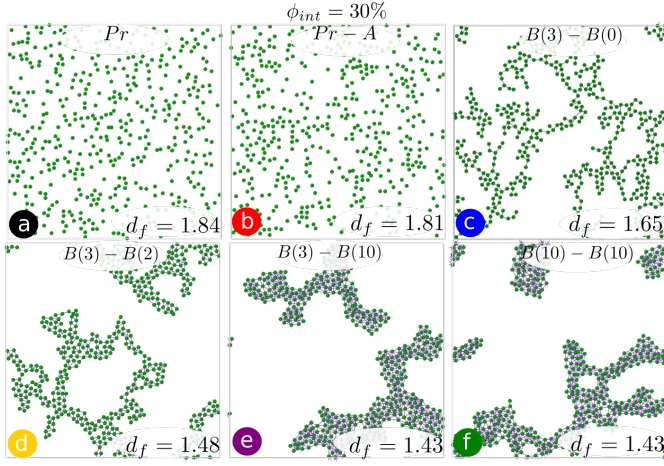 ϕ_int = 30%
Pr
Pr − A
B(3) − B(0)
a
d_f = 1.84
b
d_f = 1.81
c
d_f = 1.65
B(3) − B(2)
B(3) − B(10)
B(10) − B(10)
d
d_f = 1.48
e
d_f = 1.43
f
d_f = 1.43